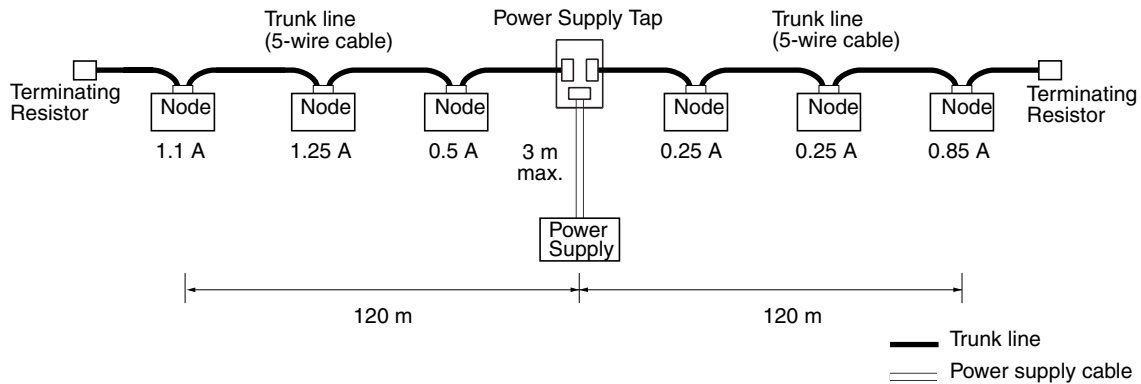 Power Supply Tap
Trunk line
(5-wire cable)
Trunk line
(5-wire cable)
Terminating
Resistor
Node
Node
Node
Node
Node
Node
Terminating
Resistor
1.1 A
1.25 A
0.5 A
3 m
max.
0.25 A
0.25 A
0.85 A
Power
Supply
120 m
120 m
Trunk line
Power supply cable